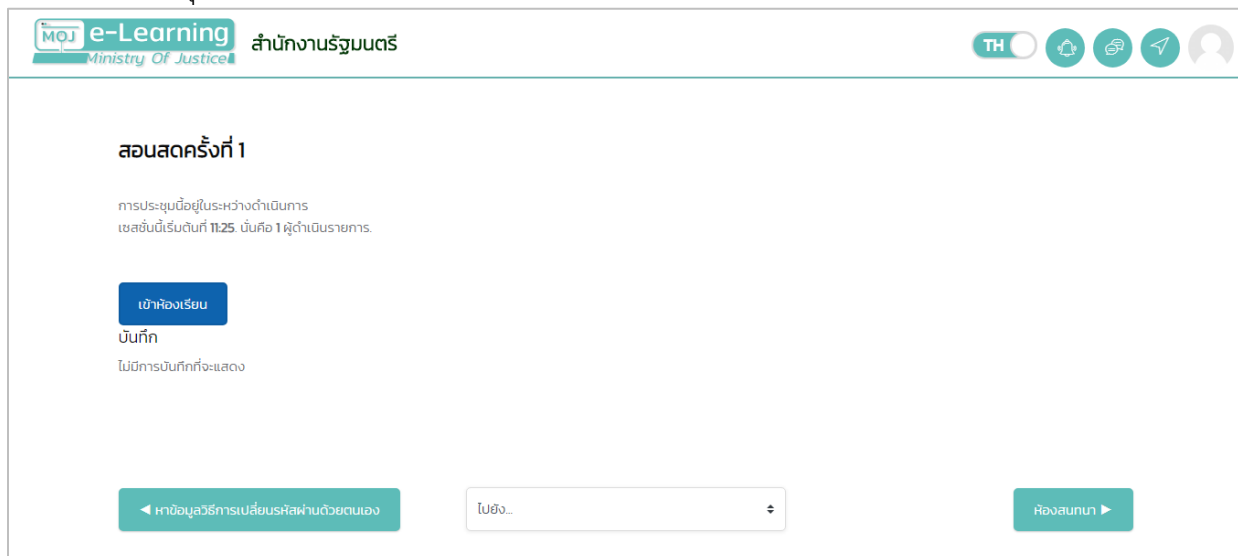 MOJ e-Learning
Ministry Of Justice
สำนักงานรัฐมนตรี
TH
สอนสดครั้งที่ 1
การประชุมนี้อยู่ในระหว่างดำเนินการ
เซสชั่นนี้เริ่มต้นที่ 11:25. นั่นคือ 1 ผู้ดำเนินรายการ.
เข้าห้องเรียน
บันทึก
ไม่มีการบันทึกที่จะแสดง
◀ หาข้อมูลวิธีการเปลี่ยนรหัสผ่านด้วยตนเอง
ไปยัง...
ห้องสนทนา ▶